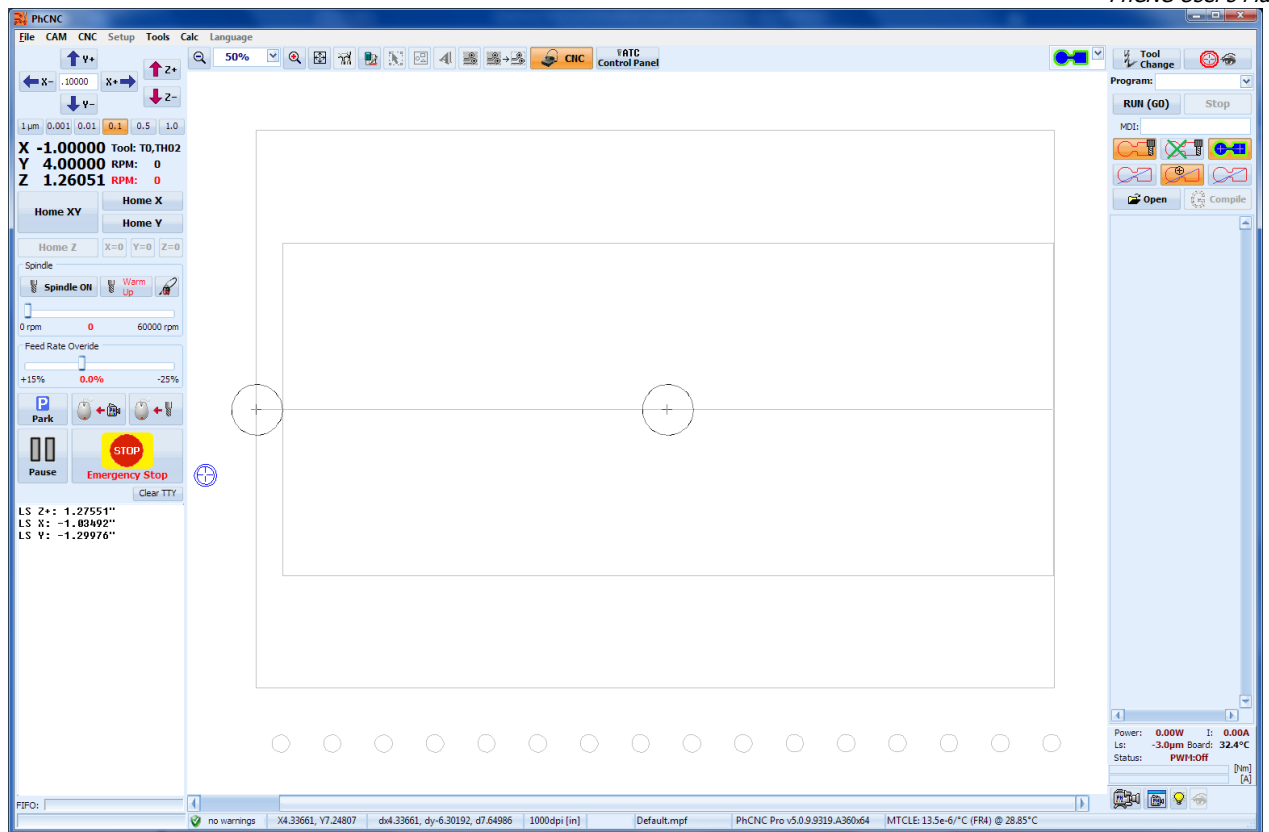 PhCNC
File CAM CNC Setup Tools Calc Language
Y+
X- .10000 X+
Z+
Y-
Z-
1µm 0.001 0.01 0.1 0.5 1.0
X -1.00000 Tool: T0,TH02
Y 4.00000 RPM: 0
Z 1.26051 RPM: 0
Home XY
Home X
Home Y
Home Z X=0 Y=0 Z=0
Spindle
Spindle ON Warm Up
0 rpm 0 60000 rpm
Feed Rate Overide
+15% 0.0% -25%
P
Park
Pause
STOP
Emergency Stop
Clear TTY
LS Z+: 1.27551"
LS X: -1.03492"
LS Y: -1.29976"
FIFO:
50%
CNC
ATC
Control Panel
Tool Change
Program:
RUN (GO) Stop
MDI:
Open Compile
Power: 0.00W I: 0.00A
Ls: -3.0µm Board: 32.4°C
Status: PWM:Off
[Nm]
[A]
no warnings X4.33661, Y7.24807 dx4.33661, dy-6.30192, d7.64986 1000dpi [in] Default.mpf PhCNC Pro v5.0.9.9319.A360x64 MTCLE: 13.5e-6/°C (FR4) @ 28.85°C